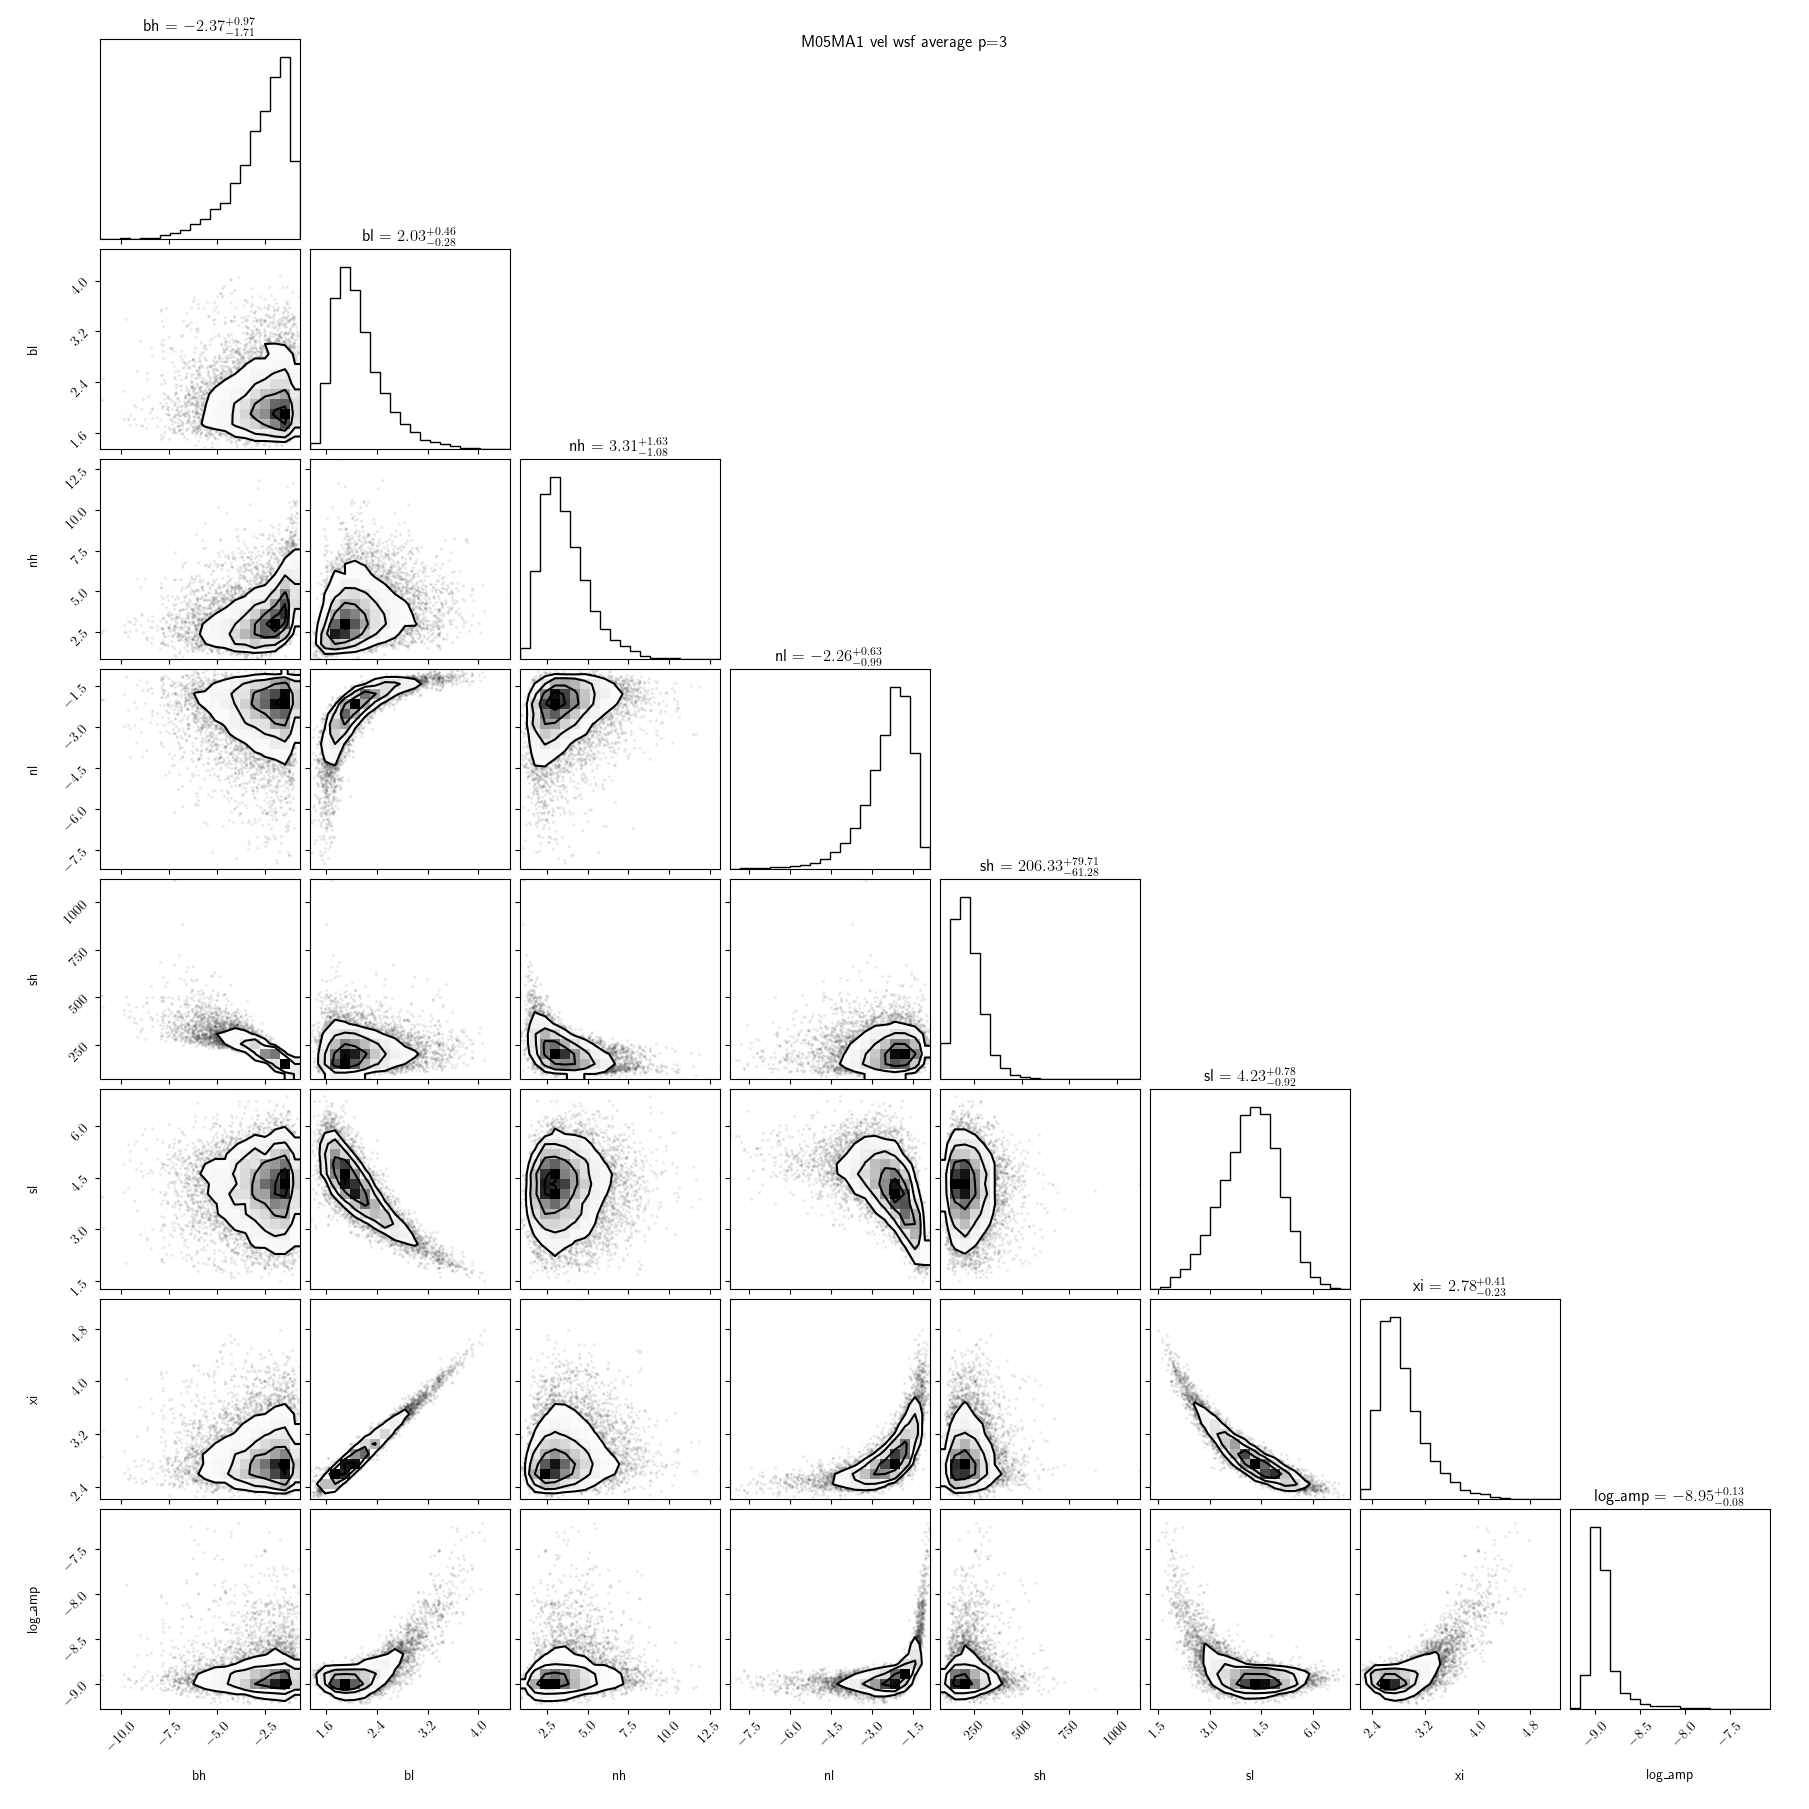 M05MA1 vel wsf average p=3
bh = −2.37 +0.97 −1.71
bl = 2.03 +0.46 −0.28
bl
4.0
3.2
2.4
1.6
nh = 3.31 +1.63 −1.08
nh
12.5
10.0
7.5
5.0
2.5
nl = −2.26 +0.63 −0.99
nl
−1.5
−3.0
−4.5
−6.0
−7.5
sh = 206.33 +79.71 −61.28
sh
1000
750
500
250
sl = 4.23 +0.78 −0.92
sl
6.0
4.5
3.0
1.5
xi = 2.78 +0.41 −0.23
xi
4.8
4.0
3.2
2.4
log_amp = −8.95 +0.13 −0.08
log_amp
−7.5
−8.0
−8.5
−9.0
−10.0 −7.5 −5.0 −2.5 1.6 2.4 3.2 4.0 2.5 5.0 7.5 10.0 12.5 −7.5 −6.0 −4.5 −3.0 −1.5 250 500 750 1000 1.5 3.0 4.5 6.0 2.4 3.2 4.0 4.8 −9.0 −8.5 −8.0 −7.5
bh bl nh nl sh sl xi log_amp